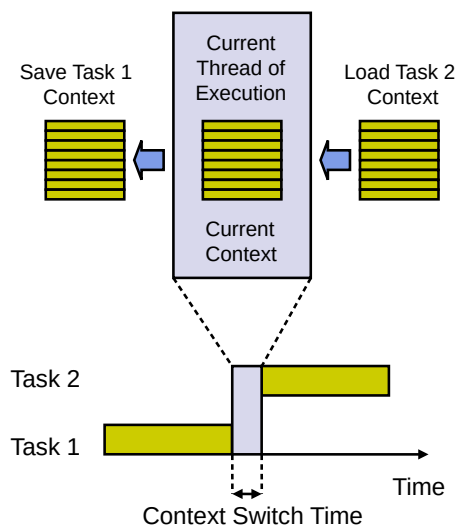 Current
Thread of
Execution
Save Task 1
Context
Load Task 2
Context
Current
Context
Task 2
Task 1
Time
Context Switch Time